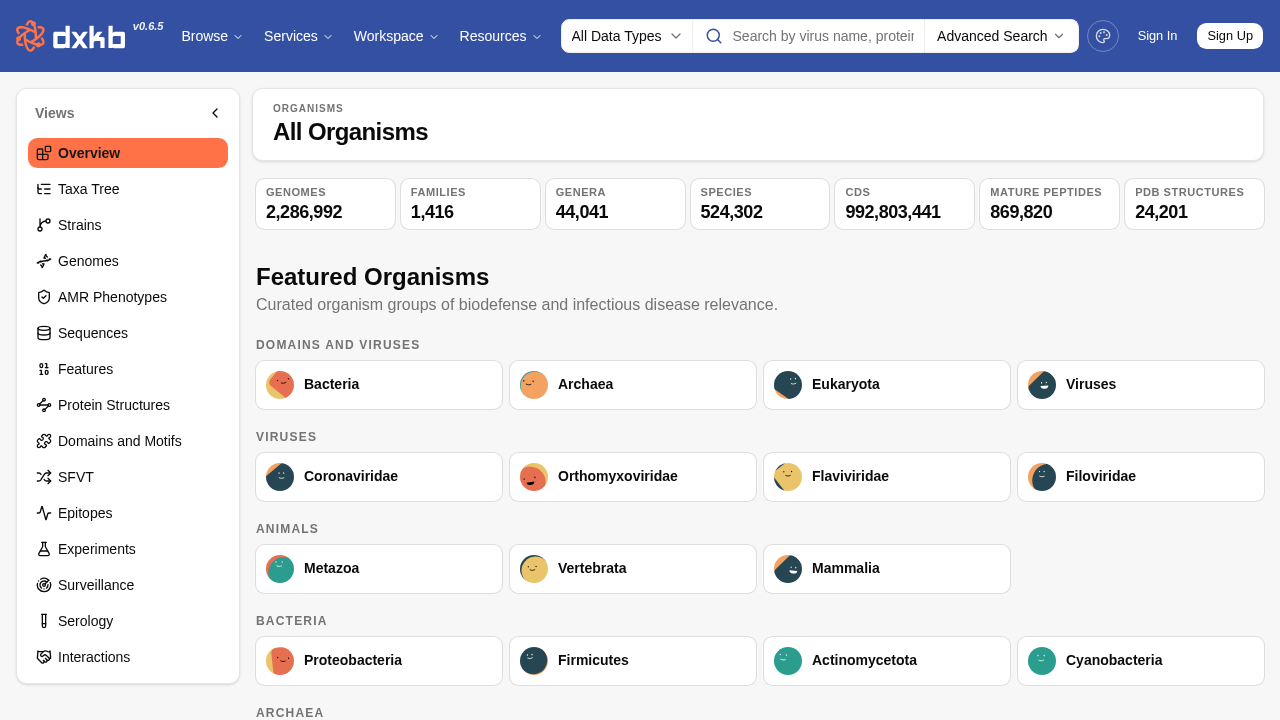 dxkb v0.6.5 Browse Services Workspace Resources All Data Types Search by virus name, protein Advanced Search Sign In Sign Up
Views
Overview
Taxa Tree
Strains
Genomes
AMR Phenotypes
Sequences
Features
Protein Structures
Domains and Motifs
SFVT
Epitopes
Experiments
Surveillance
Serology
Interactions
ORGANISMS
All Organisms
GENOMES FAMILIES GENERA SPECIES CDS MATURE PEPTIDES PDB STRUCTURES
2,286,992 1,416 44,041 524,302 992,803,441 869,820 24,201
Featured Organisms
Curated organism groups of biodefense and infectious disease relevance.
DOMAINS AND VIRUSES
Bacteria Archaea Eukaryota Viruses
VIRUSES
Coronaviridae Orthomyxoviridae Flaviviridae Filoviridae
ANIMALS
Metazoa Vertebrata Mammalia
BACTERIA
Proteobacteria Firmicutes Actinomycetota Cyanobacteria
ARCHAEA